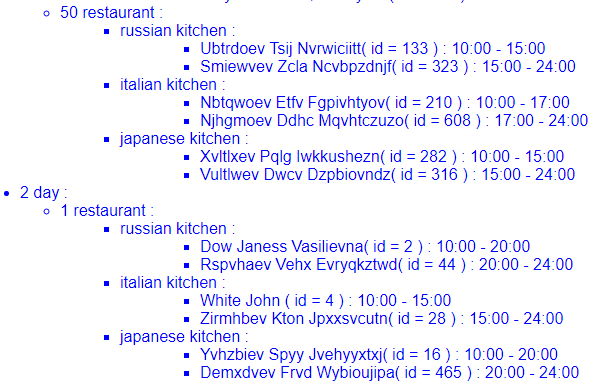 50 restaurant :
russian kitchen :
Ubtrdoev Tsij Nvrwiciitt( id = 133 ) : 10:00 - 15:00
Smiewvev Zcla Ncvbpzdnjf( id = 323 ) : 15:00 - 24:00
italian kitchen :
Nbtqwoev Etfv Fgpivhtyov( id = 210 ) : 10:00 - 17:00
Njhgmoev Ddhc Mqvhtczuzo( id = 608 ) : 17:00 - 24:00
japanese kitchen :
Xvltlxev Pqlg Iwkkushezn( id = 282 ) : 10:00 - 15:00
Vultlwev Dwcv Dzpbiovndz( id = 316 ) : 15:00 - 24:00
2 day :
1 restaurant :
russian kitchen :
Dow Janess Vasilievna( id = 2 ) : 10:00 - 20:00
Rspvhaev Vehx Evryqkztwd( id = 44 ) : 20:00 - 24:00
italian kitchen :
White John ( id = 4 ) : 10:00 - 15:00
Zirmhbev Kton Jpxxsvcutn( id = 28 ) : 15:00 - 24:00
japanese kitchen :
Yvhzbiev Spyy Jvehyyxtxj( id = 16 ) : 10:00 - 20:00
Demxdvev Frvd Wybioujipa( id = 465 ) : 20:00 - 24:00